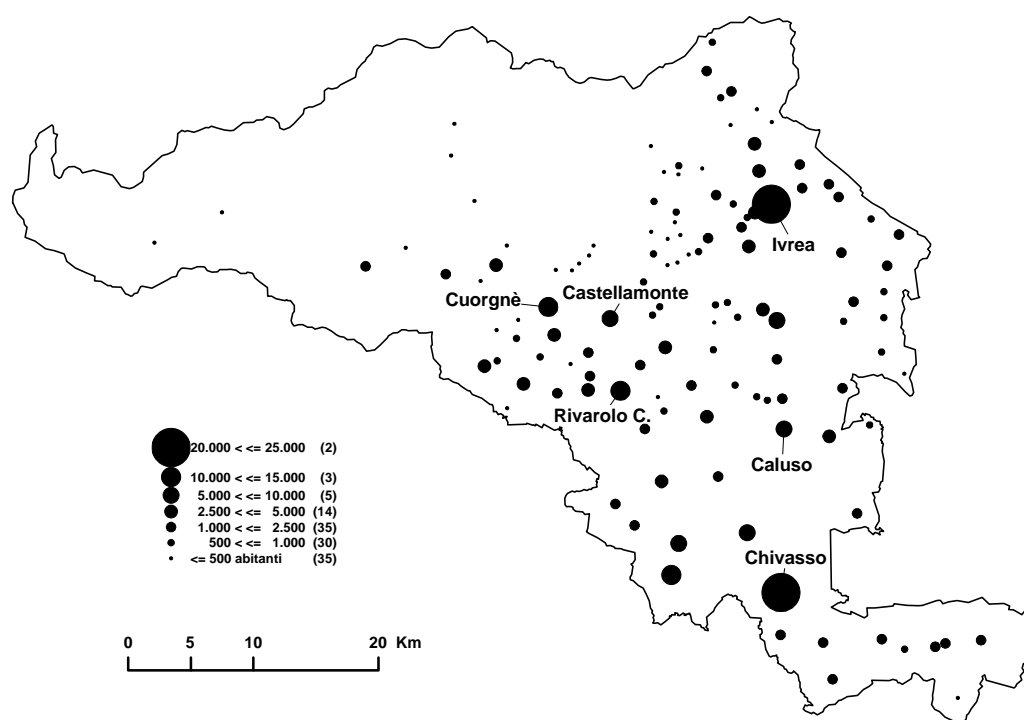 Ivrea
Cuorgnè
Castellamonte
Rivarolo C.
Caluso
Chivasso
20.000 < <= 25.000 (2)
10.000 < <= 15.000 (3)
5.000 < <= 10.000 (5)
2.500 < <= 5.000 (14)
1.000 < <= 2.500 (35)
500 < <= 1.000 (30)
<= 500 abitanti (35)
0 5 10 20 Km